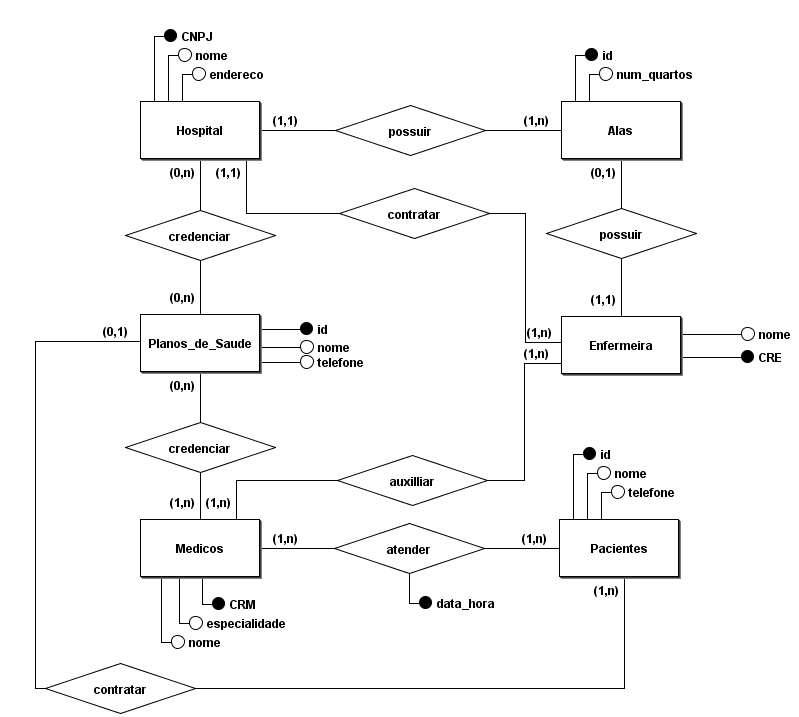 CNPJ
nome
endereco
id
num_quartos
(1,1)
(1,n)
Hospital
possuir
Alas
(0,n)
(1,1)
(0,1)
contratar
credenciar
possuir
(0,n)
(1,1)
(0,1)
(1,n)
id
nome
Planos_de_Saude
Enfermeira
nome
telefone
(1,n)
CRE
(0,n)
credenciar
id
nome
auxilliar
telefone
(1,n)
(1,n)
(1,n)
(1,n)
Medicos
atender
Pacientes
(1,n)
CRM
data_hora
especialidade
nome
contratar